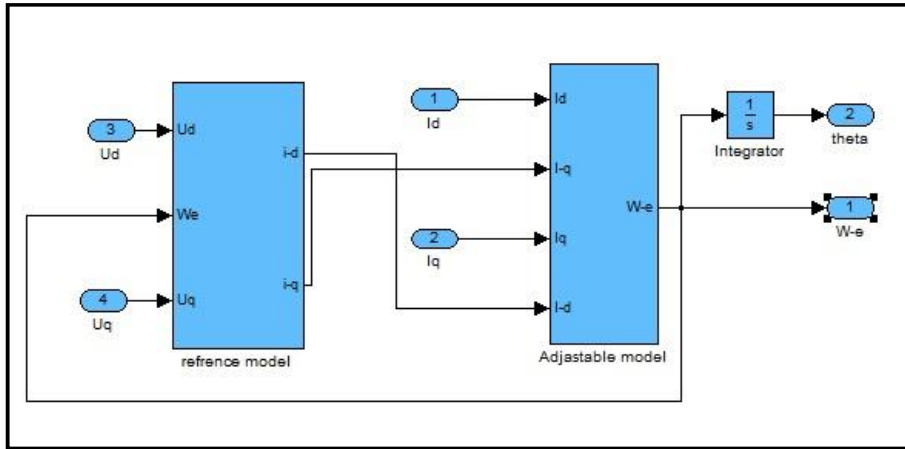 3
Ud
Ud
We
4
Uq
Uq
i-d
i-q
refrence model
1
Id
2
Iq
Id
I-q
Iq
I-d
W-e
Adjastable model
1
s
Integrator
2
theta
1
W-e